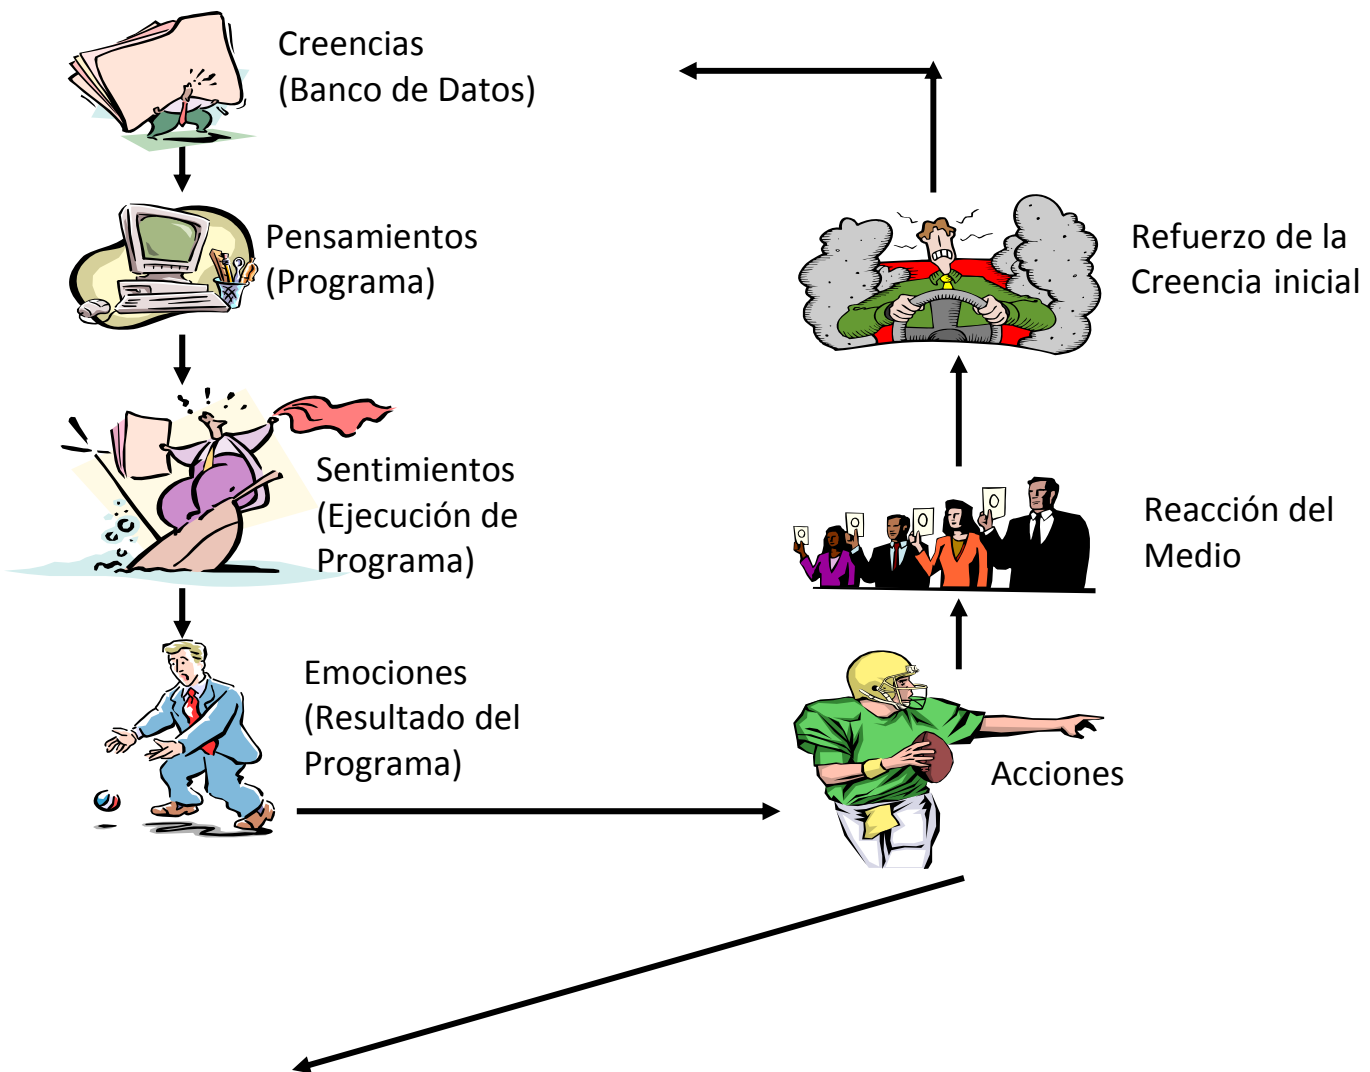 Creencias
(Banco de Datos)
Pensamientos
(Programa)
Sentimientos
(Ejecución de
Programa)
Emociones
(Resultado del
Programa)
Acciones
Reacción del
Medio
Refuerzo de la
Creencia inicial